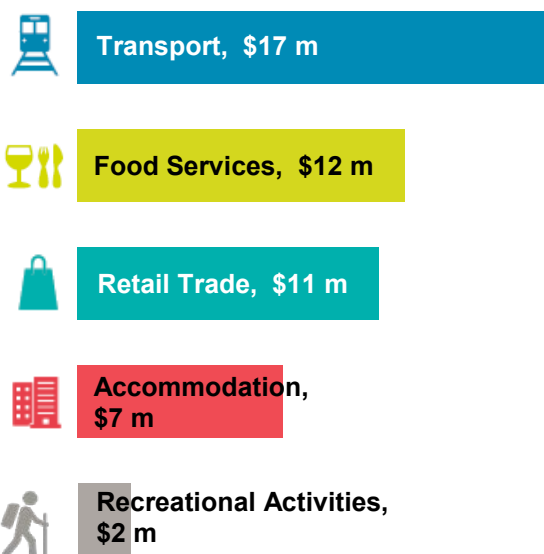 Transport, $17 m
Food Services, $12 m
Retail Trade, $11 m
Accommodation,
$7 m
Recreational Activities,
$2 m